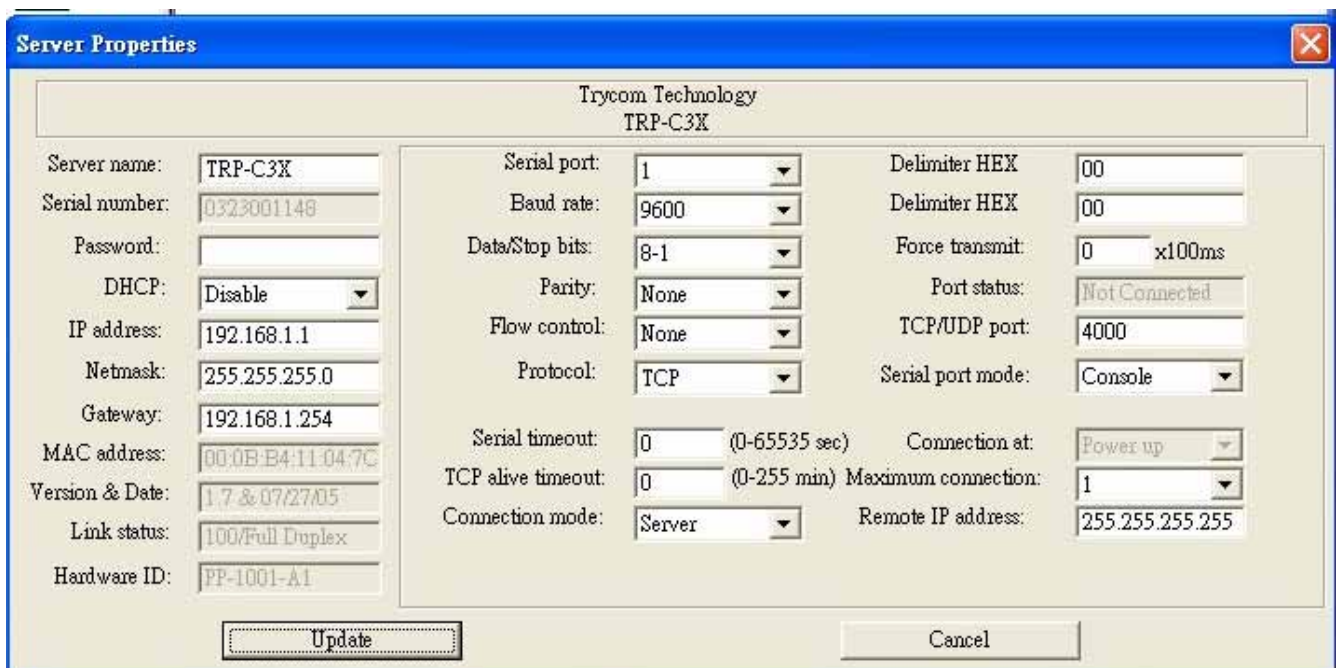 Server Properties
Trycom Technology
TRP-C3X
Server name: TRP-C3X
Serial number: 0323001148
Password:
DHCP: Disable
IP address: 192.168.1.1
Netmask: 255.255.255.0
Gateway: 192.168.1.254
MAC address: 00:0B:B4:11:04:7C
Version & Date: 1.7 & 07/27/05
Link status: 100/Full Duplex
Hardware ID: PP-1001-A1
Serial port: 1
Baud rate: 9600
Data/Stop bits: 8-1
Parity: None
Flow control: None
Protocol: TCP
Serial timeout: 0 (0-65535 sec)
TCP alive timeout: 0 (0-255 min)
Connection mode: Server
Delimiter HEX 00
Delimiter HEX 00
Force transmit: 0 x100ms
Port status: Not Connected
TCP/UDP port: 4000
Serial port mode: Console
Connection at: Power up
Maximum connection: 1
Remote IP address: 255.255.255.255
Update
Cancel